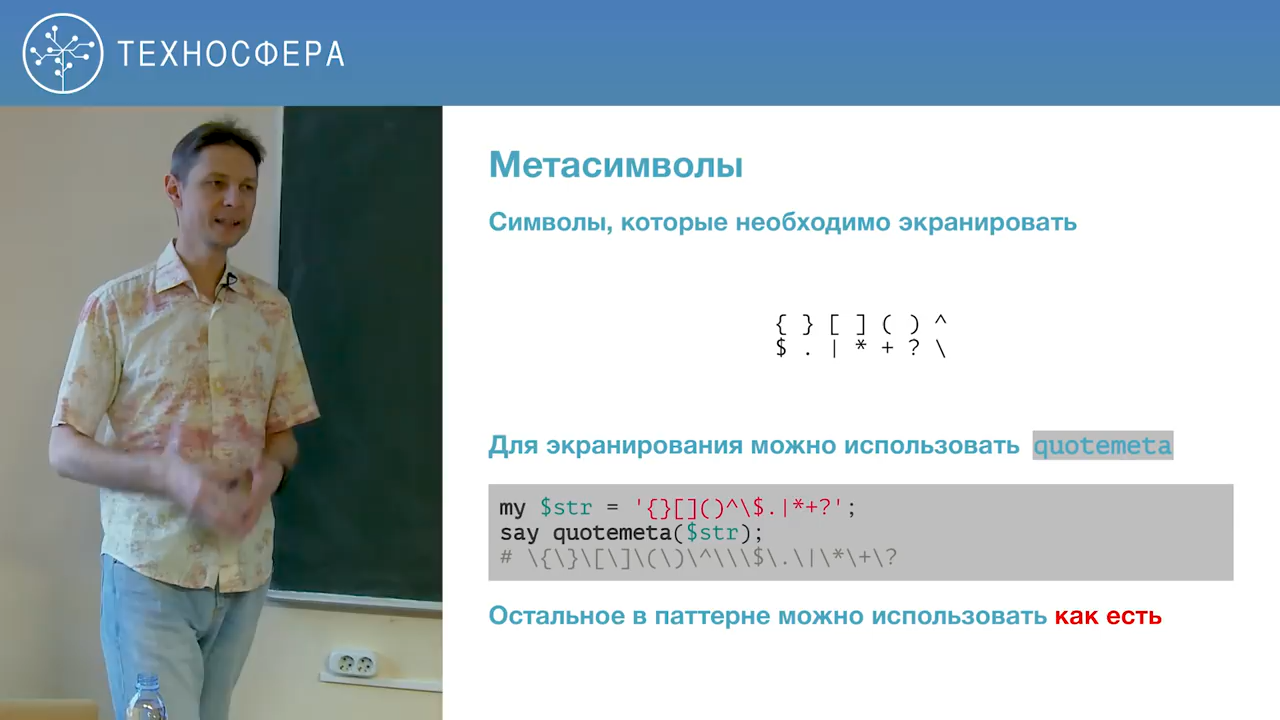 ТЕХНОСФЕРА
Метасимволы
Символы, которые необходимо экранировать
{ } [ ] ( ) ^
$ . | * + ? \
Для экранирования можно использовать quotemeta
my $str = '{}[]()^\$.|*+?';
say quotemeta($str);
# \{\}\[\]\(\)\^\\\$\.\|\*\+\?
Остальное в паттерне можно использовать как есть